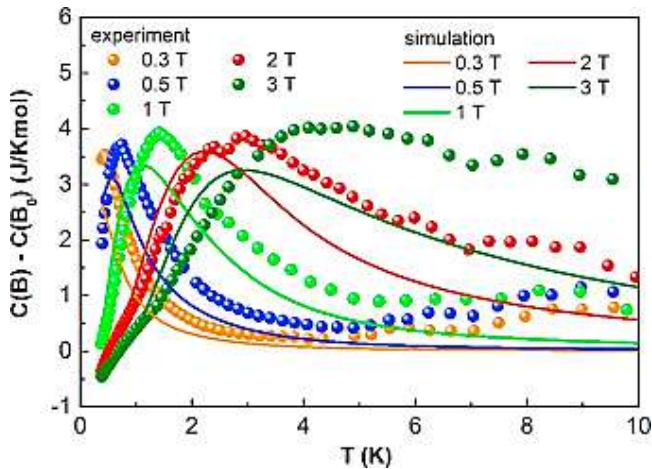 6
5
4
3
2
1
0
-1
C(B) - C(B₀) (J/Kmol)
experiment
0.3 T
2 T
0.5 T
3 T
1 T
simulation
0.3 T
2 T
0.5 T
3 T
1 T
0
2
4
6
8
10
T (K)